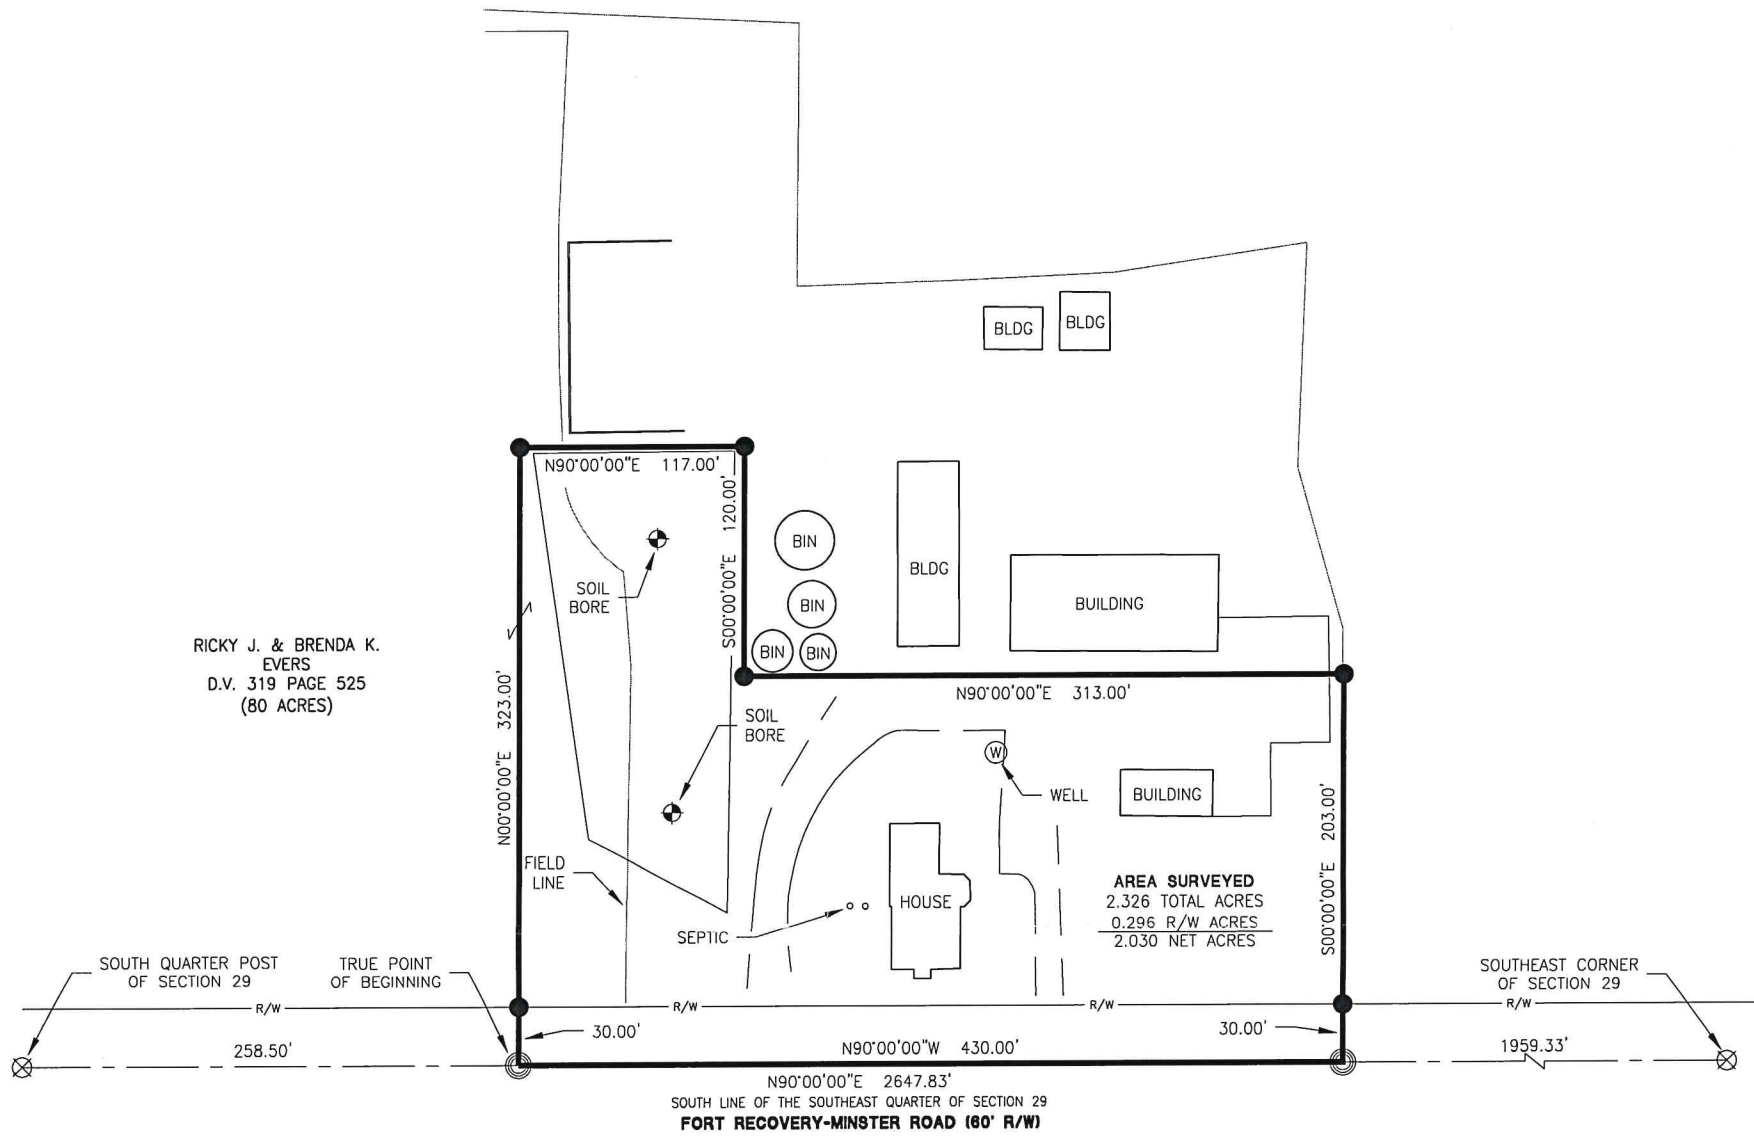 BLDG
BLDG
N90°00'00"E 117.00'
S00°00'00"E 120.00'
BIN
BIN
BIN
BIN
BLDG
BUILDING
SOIL
BORE
RICKY J. & BRENDA K.
EVERS
D.V. 319 PAGE 525
(80 ACRES)
N00°00'00"E 323.00'
N90°00'00"E 313.00'
SOIL
BORE
W
WELL
BUILDING
S00°00'00"E 203.00'
FIELD
LINE
HOUSE
AREA SURVEYED
2.326 TOTAL ACRES
0.296 R/W ACRES
2.030 NET ACRES
SEPTIC
SOUTH QUARTER POST
OF SECTION 29
TRUE POINT
OF BEGINNING
SOUTHEAST CORNER
OF SECTION 29
R/W
R/W
R/W
R/W
30.00'
30.00'
258.50'
N90°00'00"W 430.00'
1959.33'
N90°00'00"E 2647.83'
SOUTH LINE OF THE SOUTHEAST QUARTER OF SECTION 29
FORT RECOVERY-MINSTER ROAD (60' R/W)